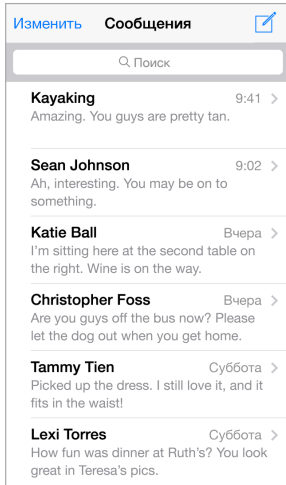 Изменить Сообщения
Поиск
Kayaking 9:41
Amazing. You guys are pretty tan.
Sean Johnson 9:02
Ah, interesting. You may be on to
something.
Katie Ball Вчера
I'm sitting here at the second table on
the right. Wine is on the way.
Christopher Foss Вчера
Are you guys off the bus now? Please
let the dog out when you get home.
Tammy Tien Суббота
Picked up the dress. I still love it, and it
fits in the waist!
Lexi Torres Суббота
How fun was dinner at Ruth's? You look
great in Teresa's pics.